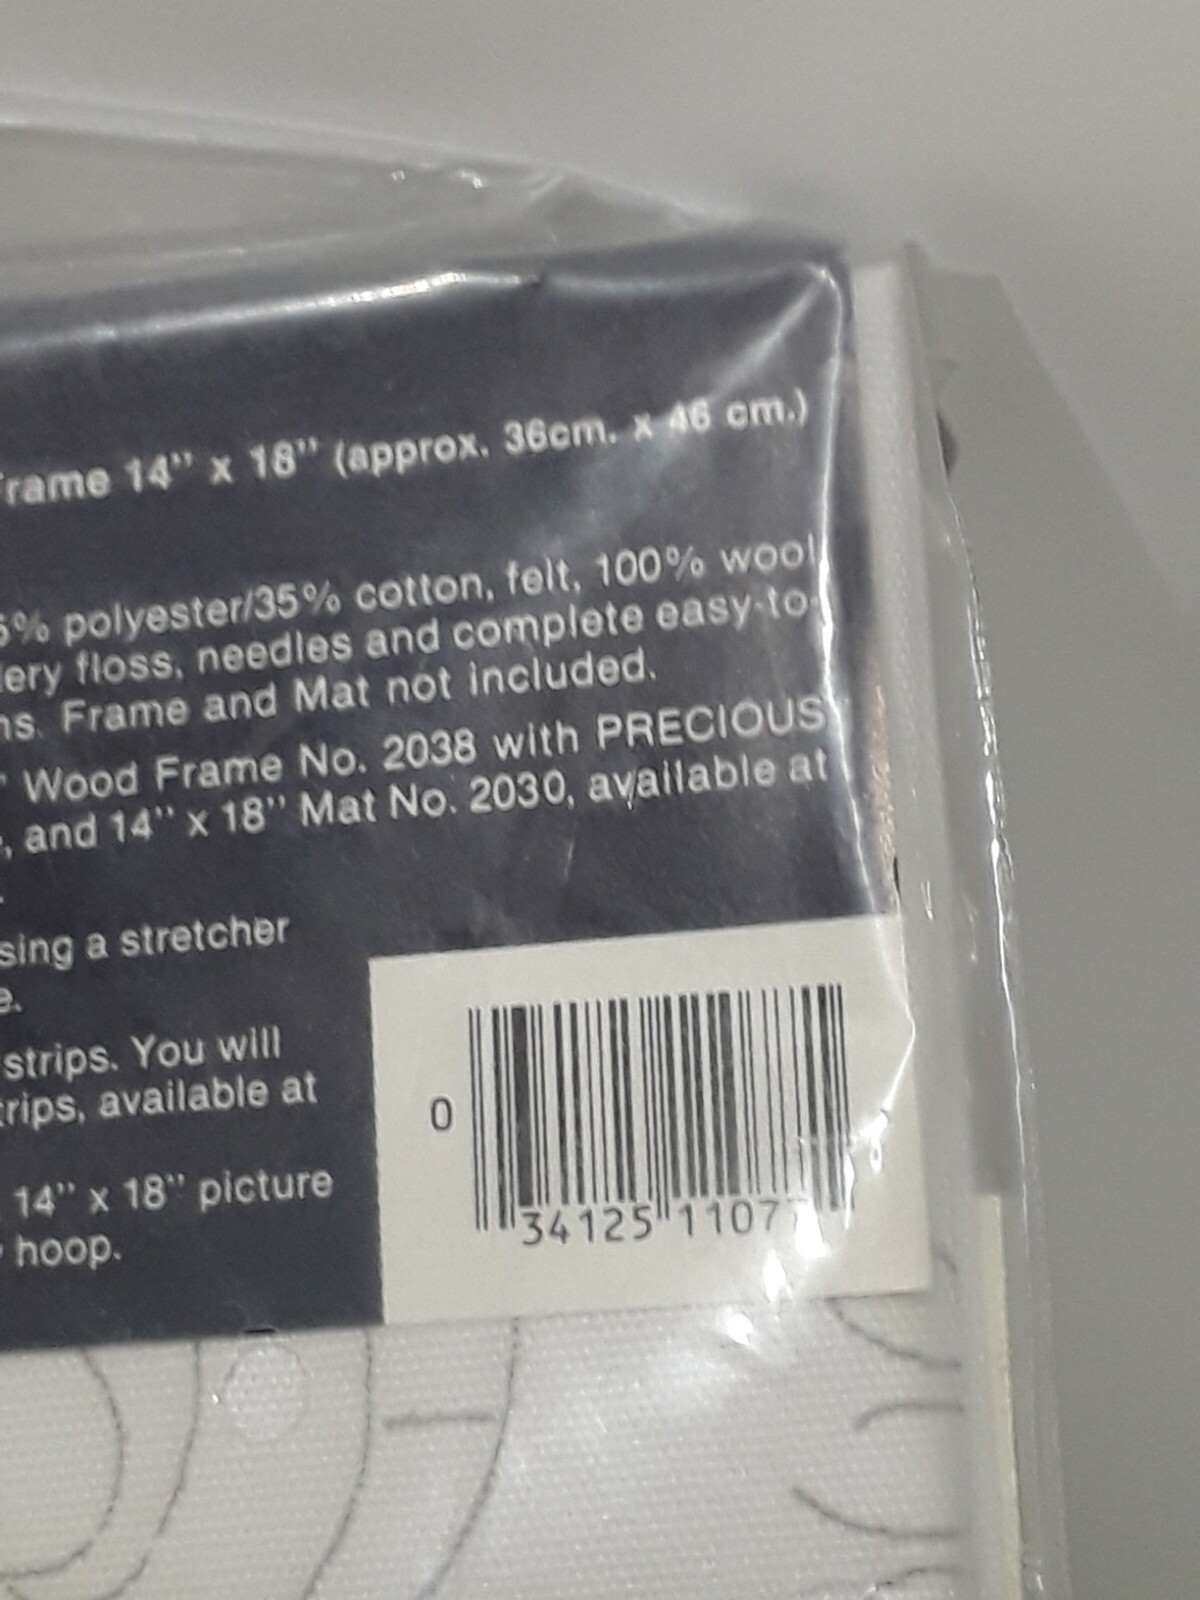 rame 14" x 18" (approx. 36cm. x 46 cm.)
5% polyester/35% cotton, felt, 100% wool
ery floss, needles and complete easy-to-
ns. Frame and Mat not included.
" Wood Frame No. 2038 with PRECIOUS
, and 14" x 18" Mat No. 2030, available at
.
sing a stretcher
e.
strips. You will
trips, available at
14" x 18" picture
hoop.
0 34125 11077